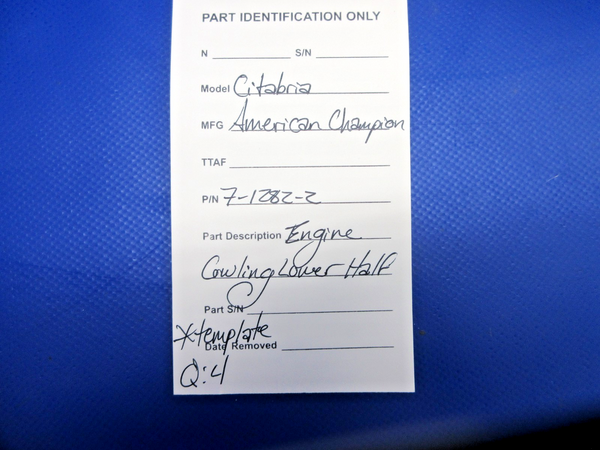 PART IDENTIFICATION ONLY
N S/N
Model Citabria
MFG American Champion
TTAF
P/N 7-1282-2
Part Description Engine
Cowling Lower Half
Part S/N
*template
Date Removed
Q:4